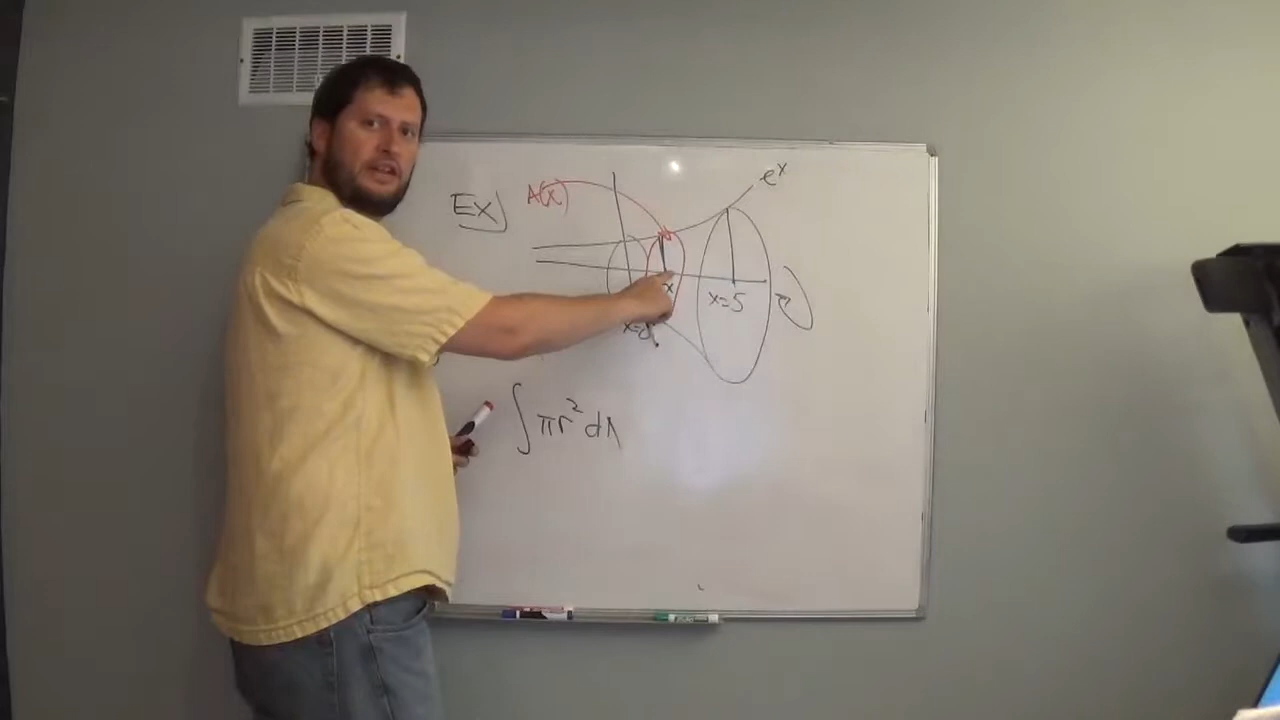 Ex)
A(x)
e^x
x
x=5
∫ πr² dx